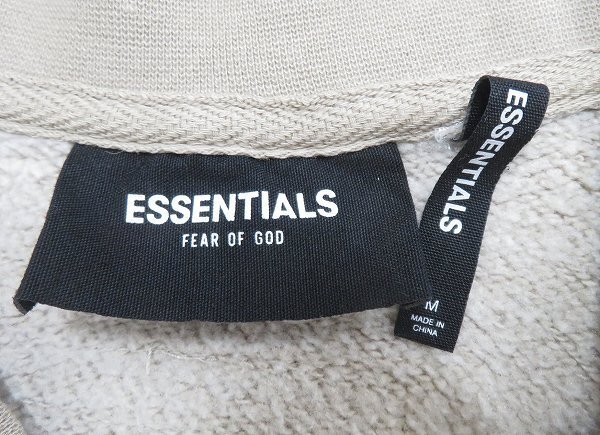 ESSENTIALS
FEAR OF GOD
ESSENTIALS
M
MADE IN
CHINA